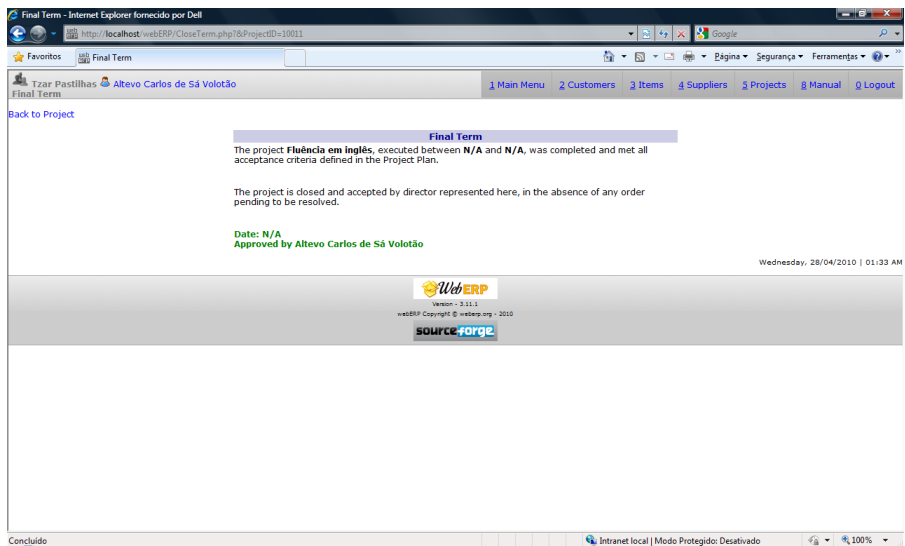 Final Term - Internet Explorer fornecido por Dell
http://localhost/webERP/CloseTerm.php?&ProjectID=10011
Google
Favoritos
Final Term
Página Segurança Ferramentas
Tzar Pastilhas Altevo Carlos de Sá Volotão
Final Term
1 Main Menu 2 Customers 3 Items 4 Suppliers 5 Projects 8 Manual 0 Logout
Back to Project
Final Term
The project Fluência em inglês, executed between N/A and N/A, was completed and met all
acceptance criteria defined in the Project Plan.
The project is closed and accepted by director represented here, in the absence of any order
pending to be resolved.
Date: N/A
Approved by Altevo Carlos de Sá Volotão
Wednesday, 28/04/2010 | 01:33 AM
Web ERP
Version - 3.11.1
webERP Copyright © weberp.org - 2010
sourceforge
Concluído
Intranet local | Modo Protegido: Desativado
100%